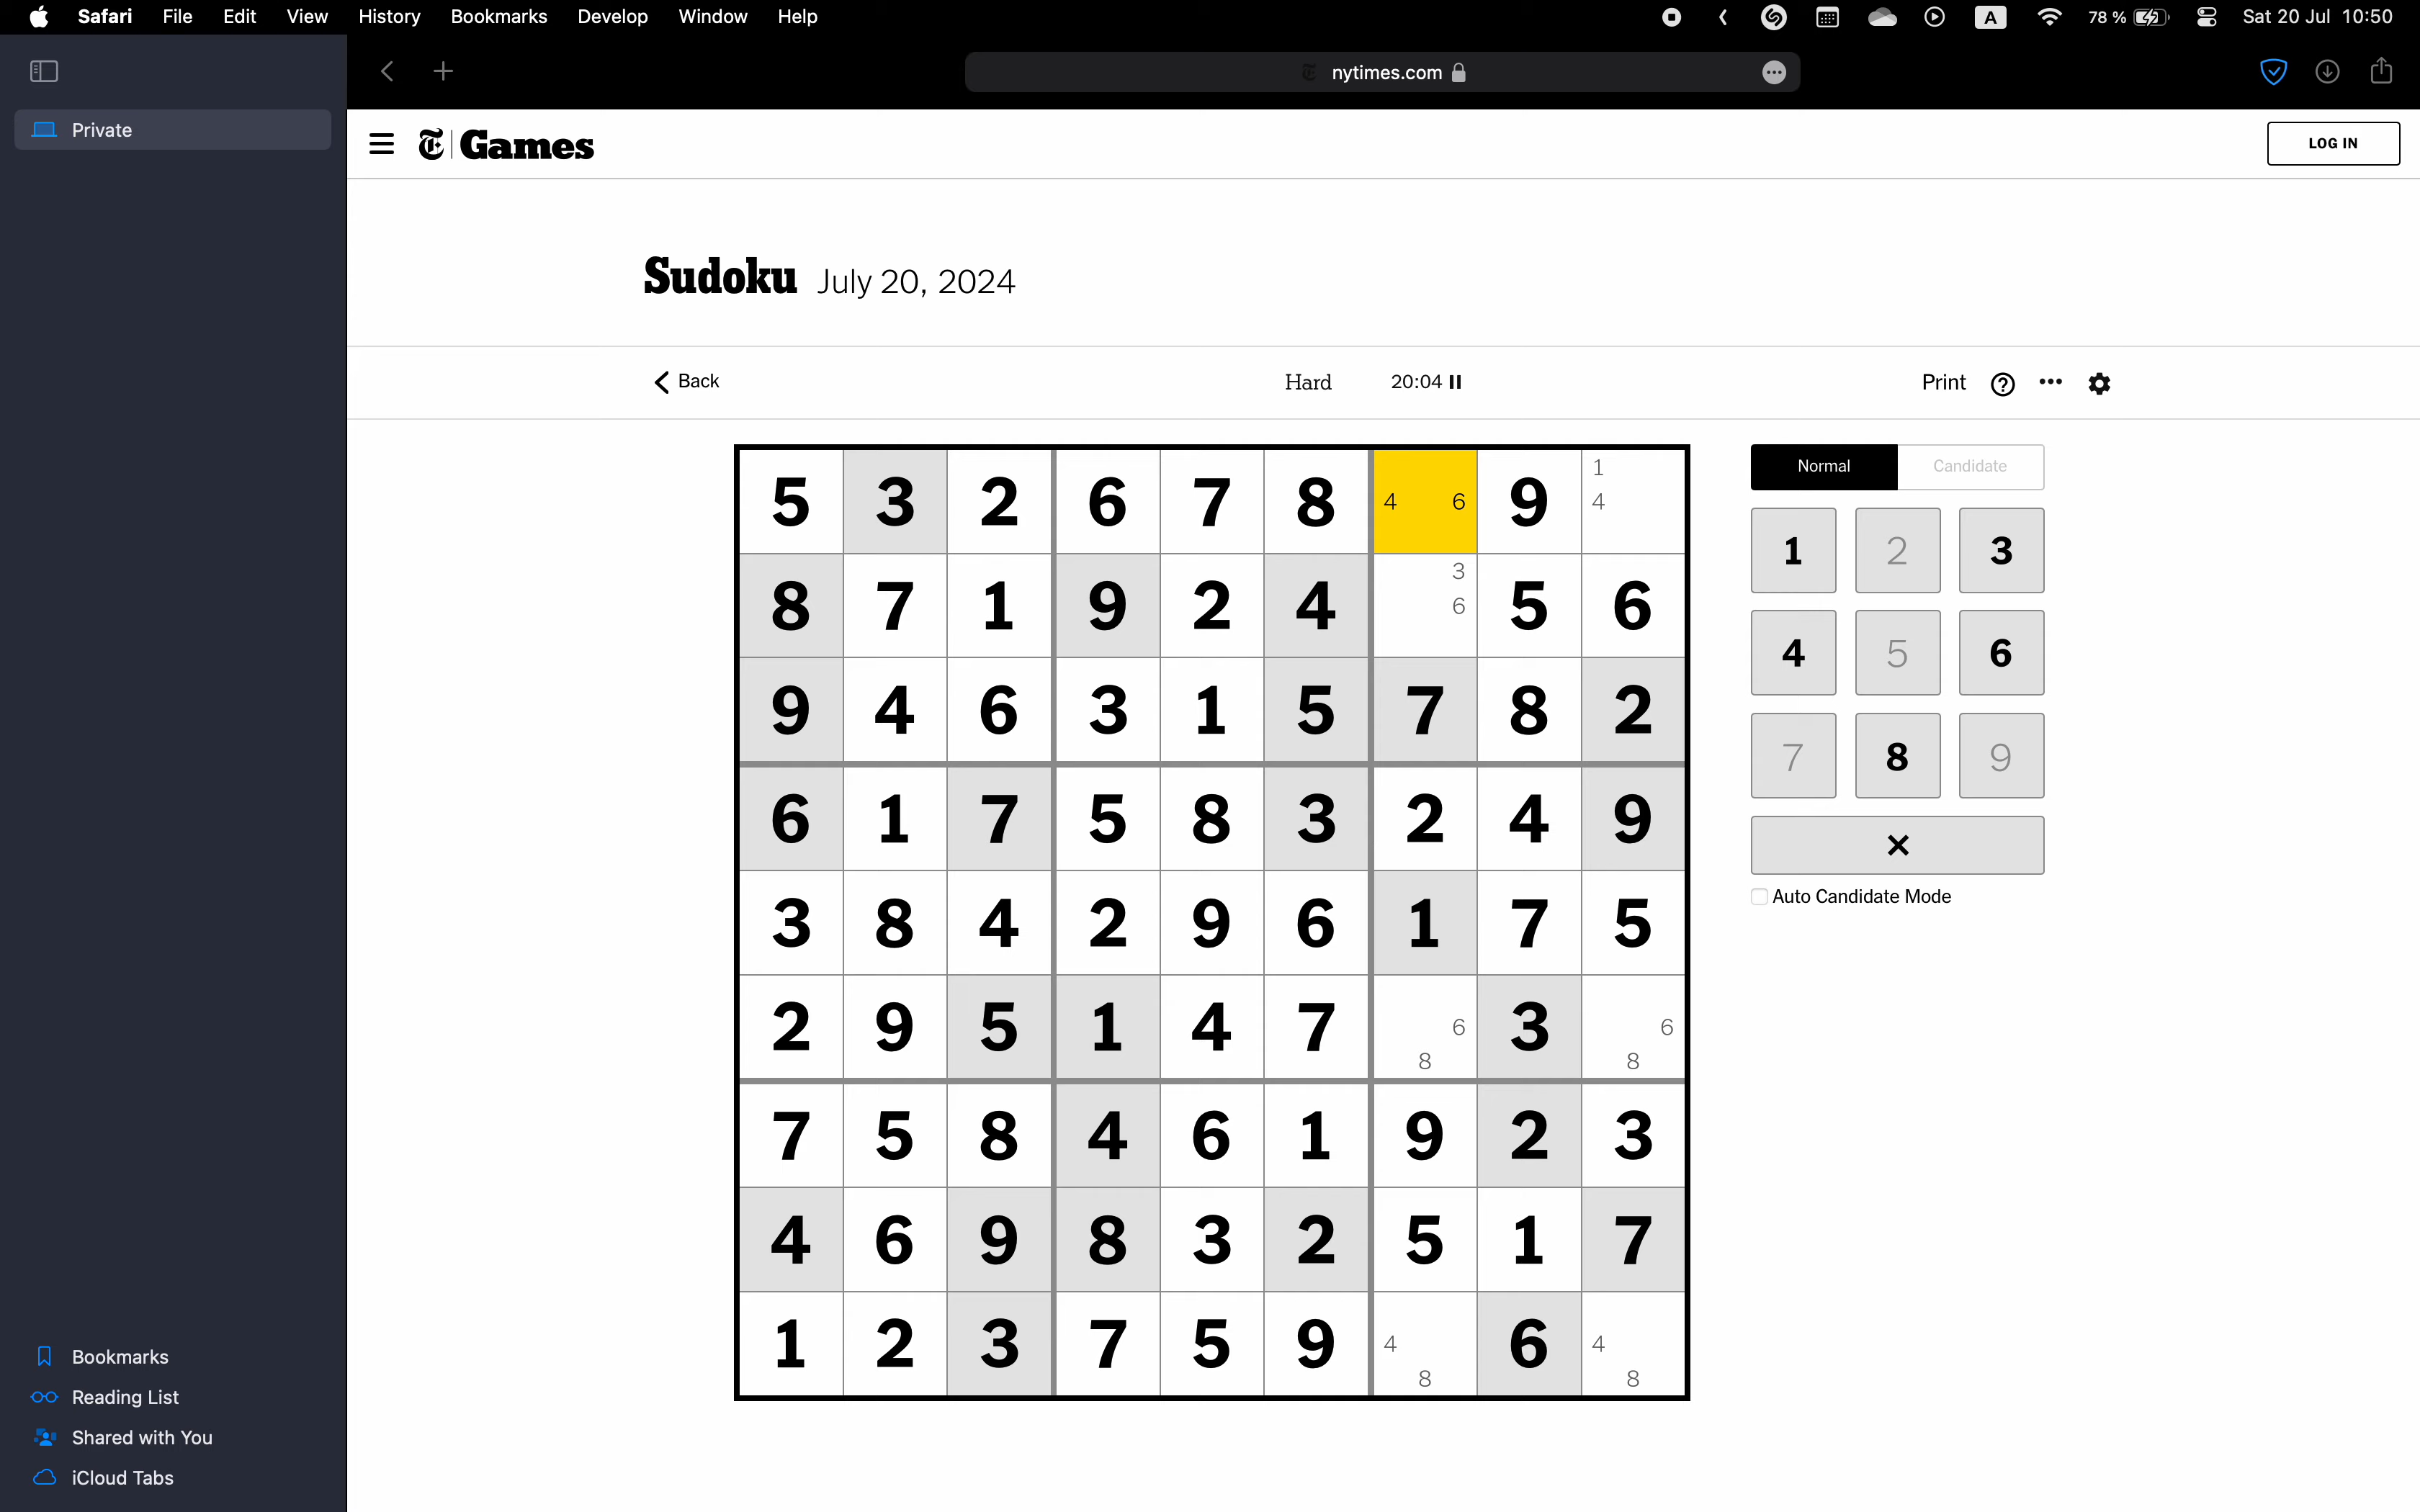 Safari File Edit View History Bookmarks Develop Window Help A 78 % Sat 20 Jul 10:50
nytimes.com
Private
T Games
LOG IN
Sudoku July 20, 2024
Back Hard 20:04 Print
Normal Candidate
5 3 2 6 7 8 4 6 9 1 4
8 7 1 9 2 4 3 6 5 6
9 4 6 3 1 5 7 8 2
6 1 7 5 8 3 2 4 9
3 8 4 2 9 6 1 7 5
2 9 5 1 4 7 6 8 3 6 8
7 5 8 4 6 1 9 2 3
4 6 9 8 3 2 5 1 7
1 2 3 7 5 9 4 8 6 4 8
1 2 3
4 5 6
7 8 9
×
Auto Candidate Mode
Bookmarks
Reading List
Shared with You
iCloud Tabs